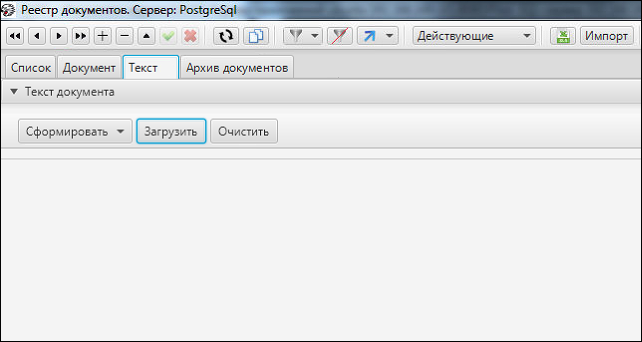 Реестр документов. Сервер: PostgreSql
Действующие Импорт
Список Документ Текст Архив документов
Текст документа
Сформировать Загрузить Очистить